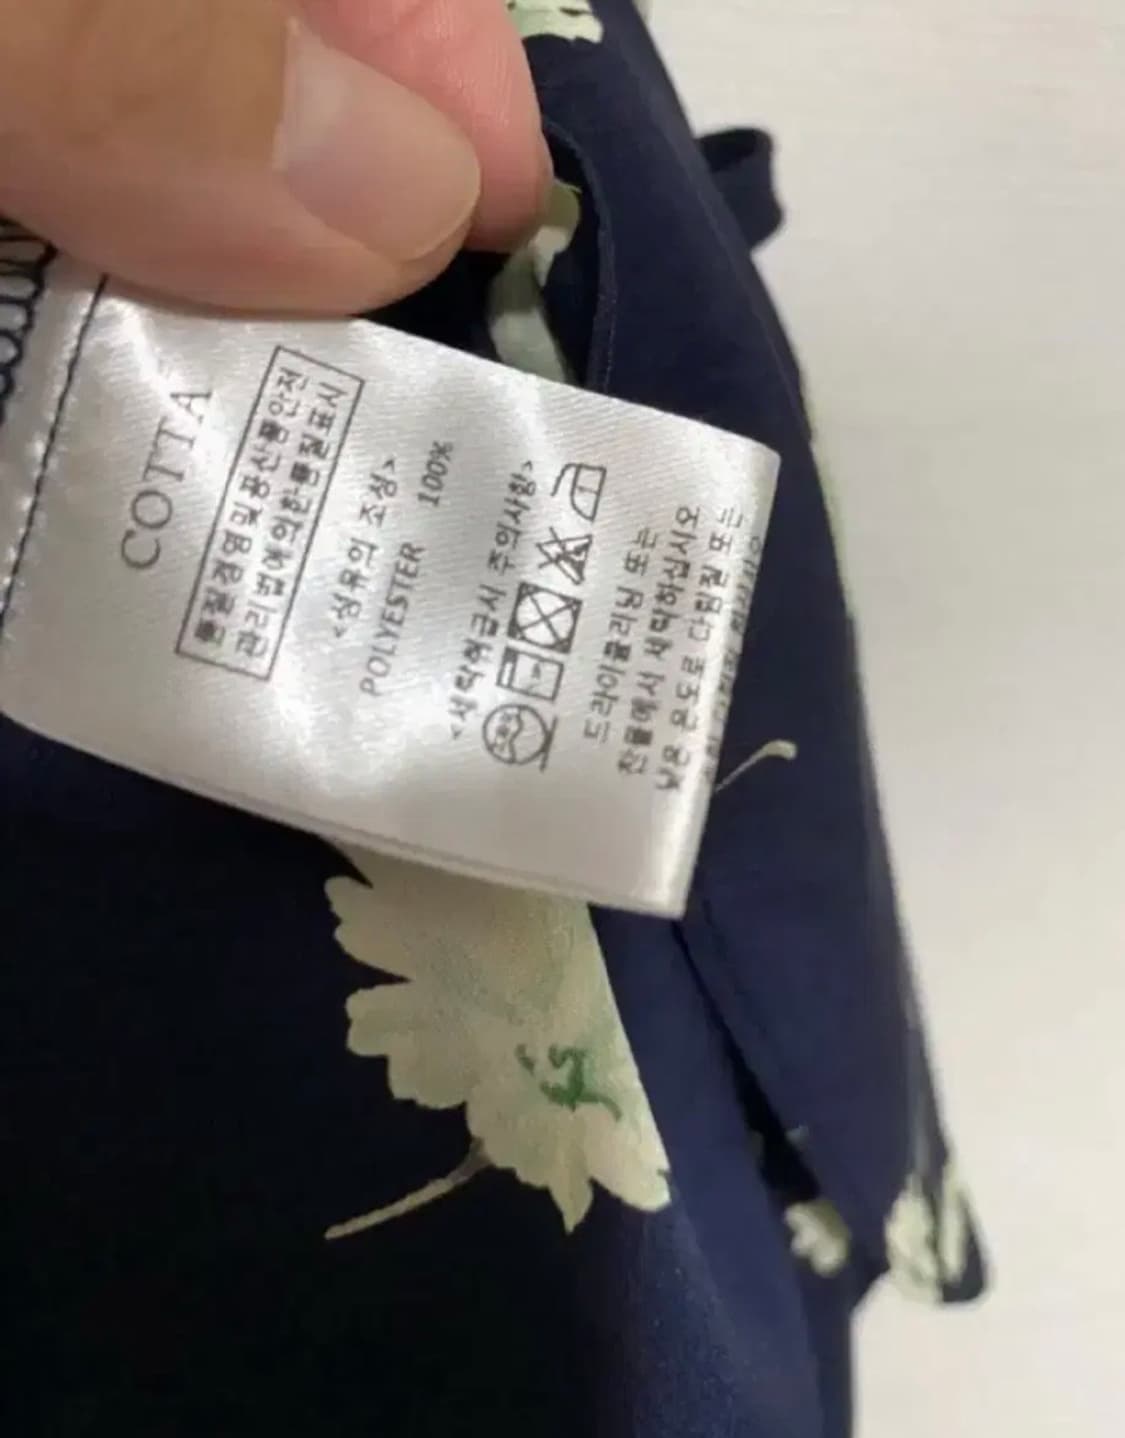 COTTA
품질경영및공산품안전
관리법에의한품질표시
<섬유의 조성>
POLYESTER 100%
<세탁취급시 주의사항>
드라이클리닝 또는
찬물에서 세탁하십시오
낮은 온도로 다림질 또는